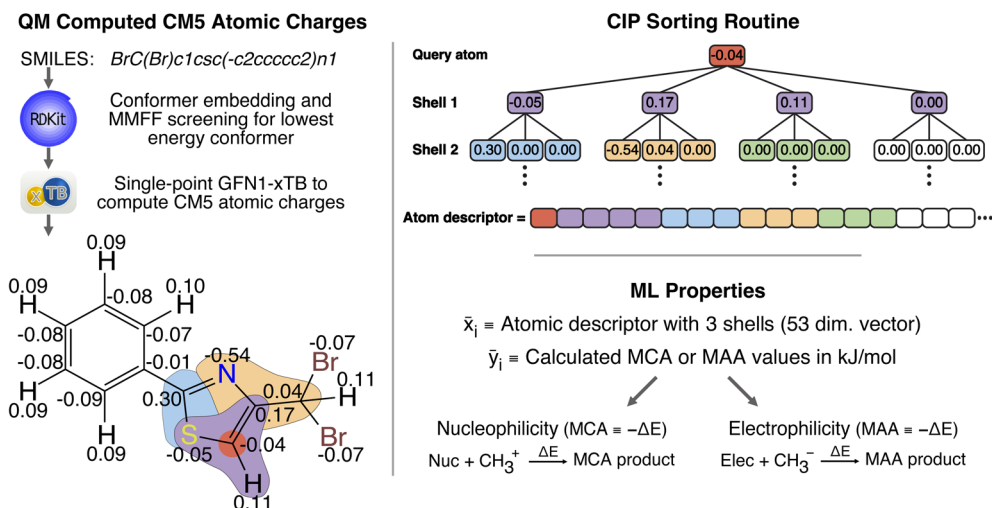 QM Computed CM5 Atomic Charges
SMILES: BrC(Br)c1csc(-c2ccccc2)n1
RDKit
Conformer embedding and
MMFF screening for lowest
energy conformer
xTB
Single-point GFN1-xTB to
compute CM5 atomic charges
0.09
H
0.09
H
0.10
H
-0.08
-0.08
-0.07
-0.08
-0.01
-0.54
N
-0.07
Br
0.11
H
H
0.09
-0.09
0.30
0.04
0.17
Br
-0.07
S
-0.05
-0.04
H
0.09
H
0.11
CIP Sorting Routine
Query atom
-0.04
Shell 1
-0.05 0.17 0.11 0.00
Shell 2
0.30 0.00 0.00 -0.54 0.04 0.00 0.00 0.00 0.00 0.00 0.00 0.00
Atom descriptor = ...
ML Properties
x̄i ≡ Atomic descriptor with 3 shells (53 dim. vector)
ȳi ≡ Calculated MCA or MAA values in kJ/mol
Nucleophilicity (MCA ≡ −ΔE)
Nuc + CH₃⁺ ΔE→ MCA product
Electrophilicity (MAA ≡ −ΔE)
Elec + CH₃⁻ ΔE→ MAA product